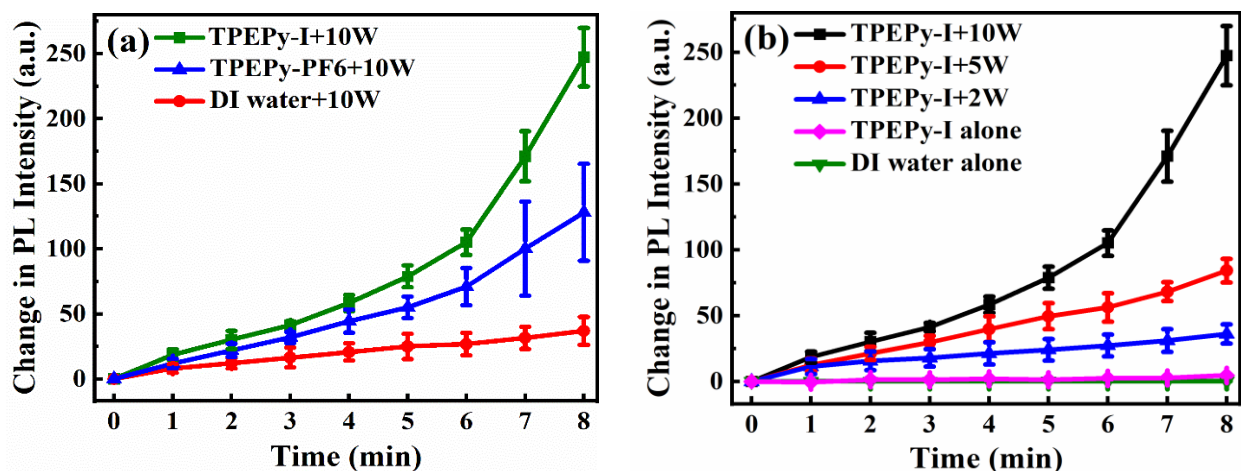 (a)
TPEPy-I+10W
TPEPy-PF6+10W
DI water+10W
Change in PL Intensity (a.u.)
250
200
150
100
50
0
0 1 2 3 4 5 6 7 8
Time (min)
(b)
TPEPy-I+10W
TPEPy-I+5W
TPEPy-I+2W
TPEPy-I alone
DI water alone
Change in PL Intensity (a.u.)
250
200
150
100
50
0
0 1 2 3 4 5 6 7 8
Time (min)